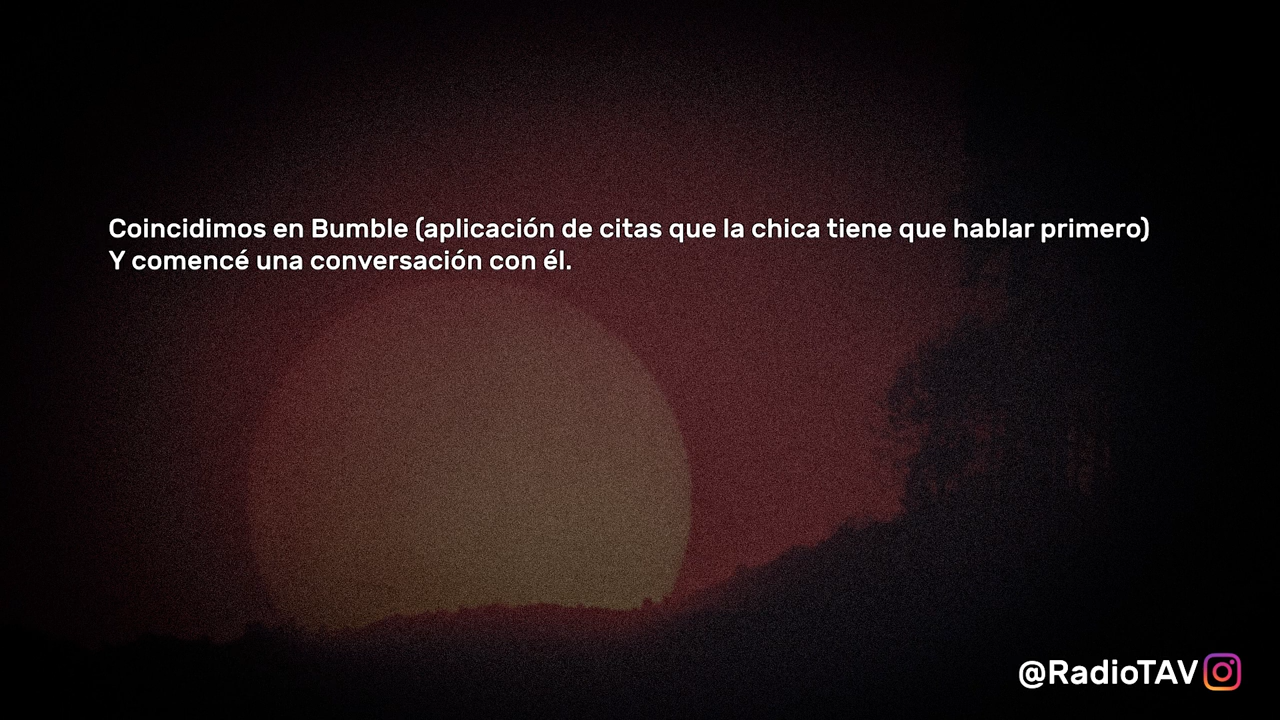 Coincidimos en Bumble (aplicación de citas que la chica tiene que hablar primero)
Y comencé una conversación con él.
@RadioTAV